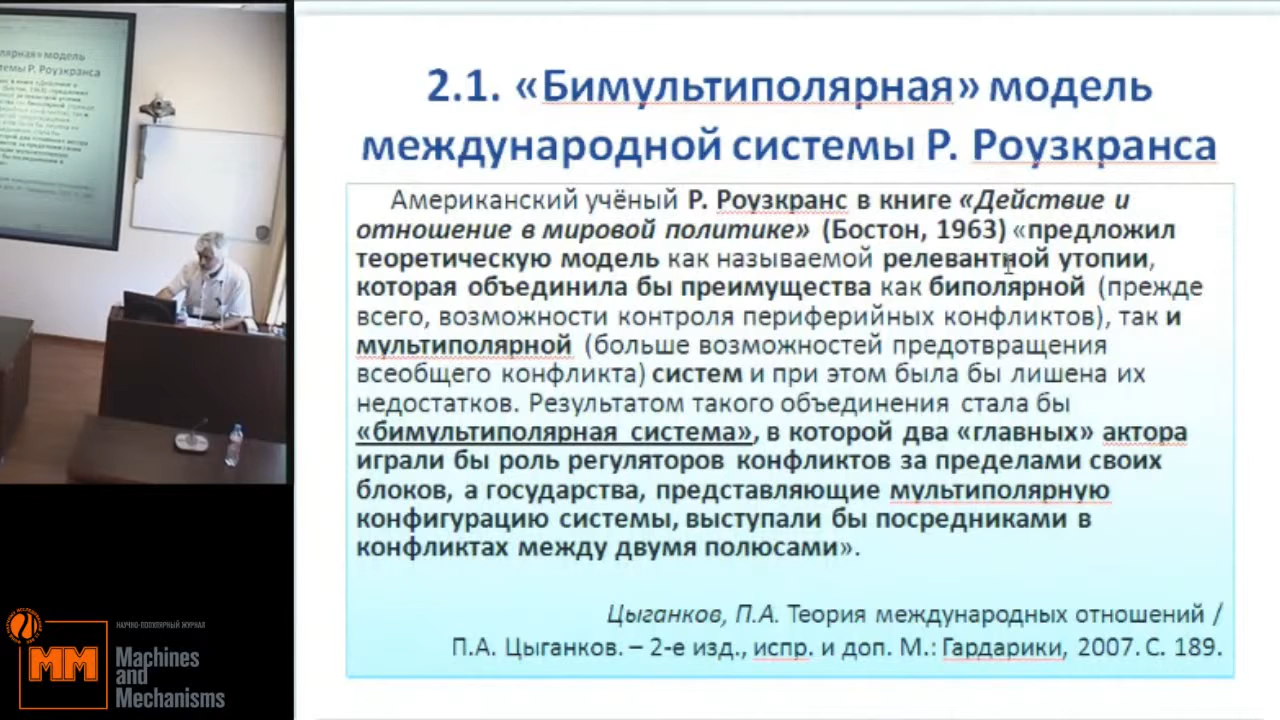 2.1. «Бимультиполярная» модель
международной системы Р. Роузкранса
Американский учёный Р. Роузкранс в книге «Действие и
отношение в мировой политике» (Бостон, 1963) «предложил
теоретическую модель как называемой релевантной утопии,
которая объединила бы преимущества как биполярной (прежде
всего, возможности контроля периферийных конфликтов), так и
мультиполярной (больше возможностей предотвращения
всеобщего конфликта) систем и при этом была бы лишена их
недостатков. Результатом такого объединения стала бы
«бимультиполярная система», в которой два «главных» актора
играли бы роль регуляторов конфликтов за пределами своих
блоков, а государства, представляющие мультиполярную
конфигурацию системы, выступали бы посредниками в
конфликтах между двумя полюсами».
Цыганков, П.А. Теория международных отношений /
П.А. Цыганков. – 2-е изд., испр. и доп. М.: Гардарики, 2007. С. 189.
НАУЧНО-ПОПУЛЯРНЫЙ ЖУРНАЛ
ММ
Machines
and
Mechanisms